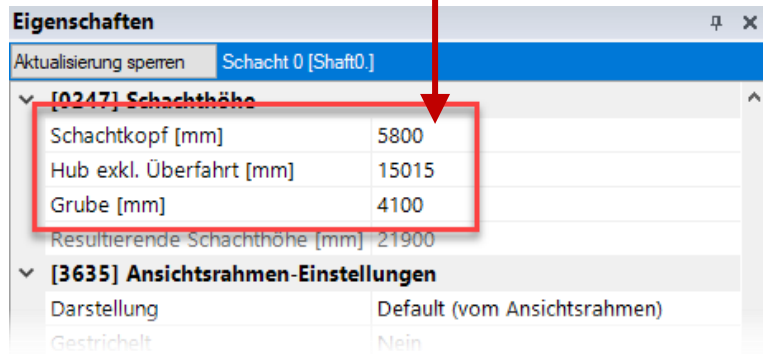 Eigenschaften
Aktualisierung sperren Schacht 0 [Shaft0.]
[0247] Schachthöhe
Schachtkopf [mm] 5800
Hub exkl. Überfahrt [mm] 15015
Grube [mm] 4100
Resultierende Schachthöhe [mm] 21900
[3635] Ansichtsrahmen-Einstellungen
Darstellung Default (vom Ansichtsrahmen)
Gestrichelt Nein